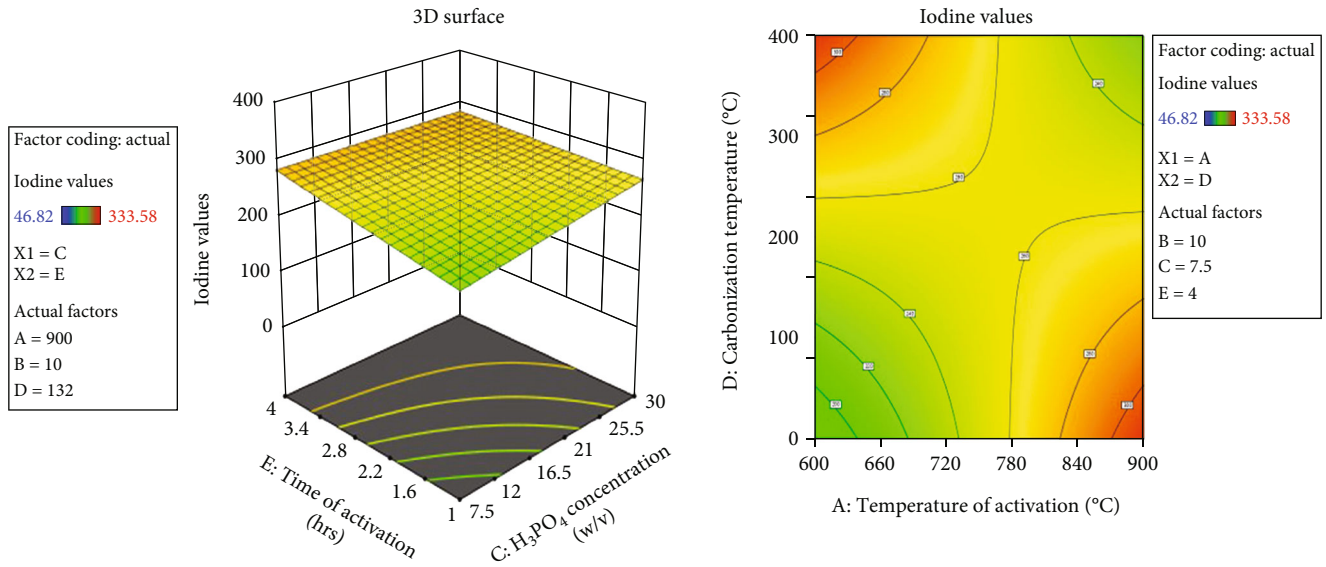 3D surface
Factor coding: actual
Iodine values
46.82 333.58
X1 = C
X2 = E
Actual factors
A = 900
B = 10
D = 132
Iodine values
400
300
200
100
0
4
3.4
2.8
2.2
1.6
1
E: Time of activation
(hrs)
7.5
12
16.5
21
25.5
30
C: H₃PO₄ concentration
(w/v)
Iodine values
D: Carbonization temperature (°C)
400
300
200
100
0
600 660 720 780 840 900
A: Temperature of activation (°C)
Factor coding: actual
Iodine values
46.82 333.58
X1 = A
X2 = D
Actual factors
B = 10
C = 7.5
E = 4